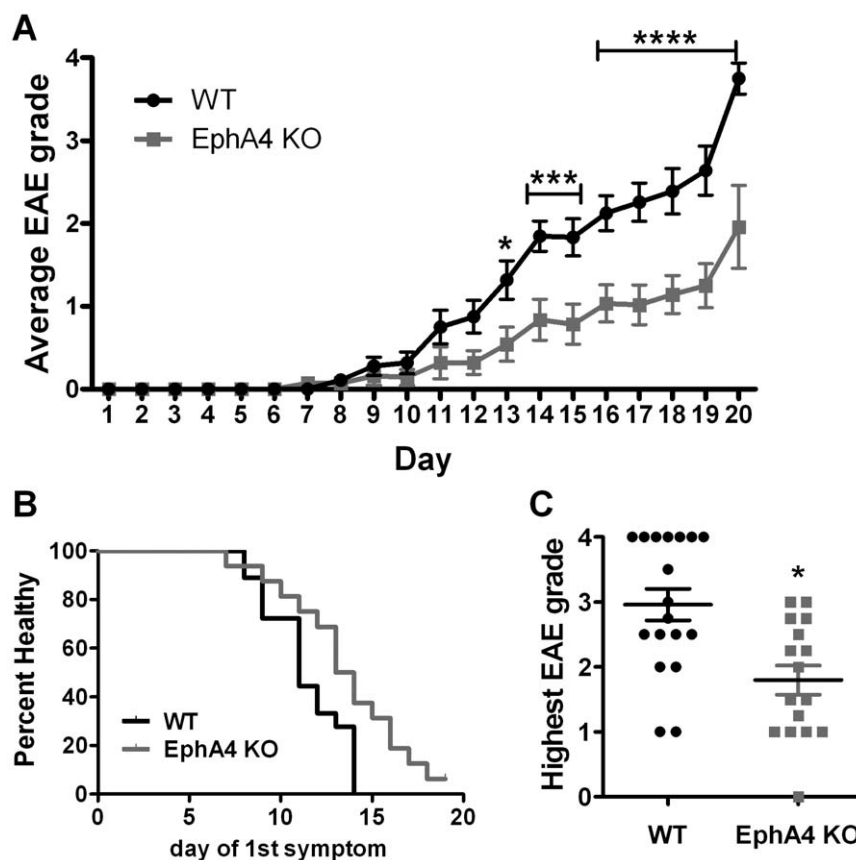 A
Average EAE grade
4
3
2
1
0
WT
EphA4 KO
*
***
****
1 2 3 4 5 6 7 8 9 10 11 12 13 14 15 16 17 18 19 20
Day
B
Percent Healthy
100
80
60
40
20
0
WT
EphA4 KO
0 5 10 15 20
day of 1st symptom
C
Highest EAE grade
4
3
2
1
0
*
WT EphA4 KO